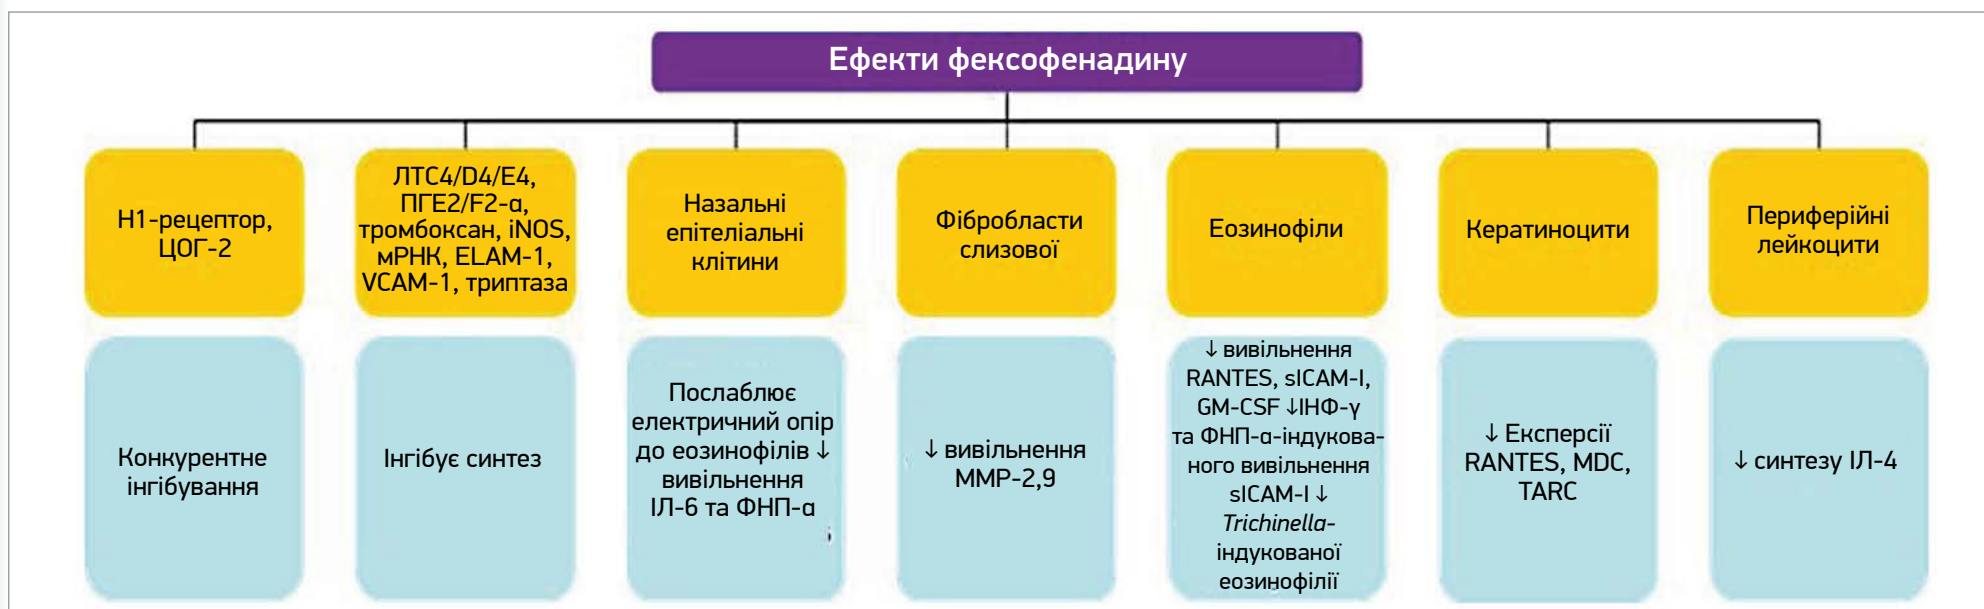 Ефекти фексофенадину
Н1-рецептор,
ЦОГ-2
ЛТС4/D4/E4,
ПГЕ2/F2-α,
тромбоксан, iNOS,
мРНК, ELAM-1,
VCAM-1, триптаза
Назальні
епітеліальні
клітини
Фібробласти
слизової
Еозинофіли
Кератиноцити
Периферійні
лейкоцити
Конкурентне
інгібування
Інгібує синтез
Послаблює
електричний опір
до еозинофілів ↓
вивільнення
ІЛ-6 та ФНП-α
↓ вивільнення
ММР-2,9
↓ вивільнення
RANTES, sICAM-I,
GM-CSF ↓ІНФ-γ
та ФНП-α-індукова-
ного вивільнення
sICAM-I ↓
Trichinella-
індукованої
еозинофілії
↓ Експерсії
RANTES, MDC,
TARC
↓ синтезу ІЛ-4